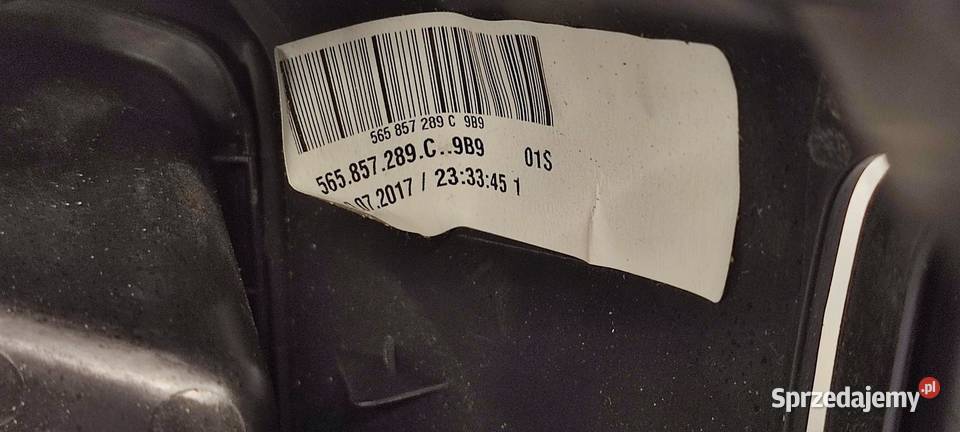 565 857 289 C 9B9
565.857.289.C..9B9 01S
.07.2017 / 23:33:45 1
Sprzedajemy.pl